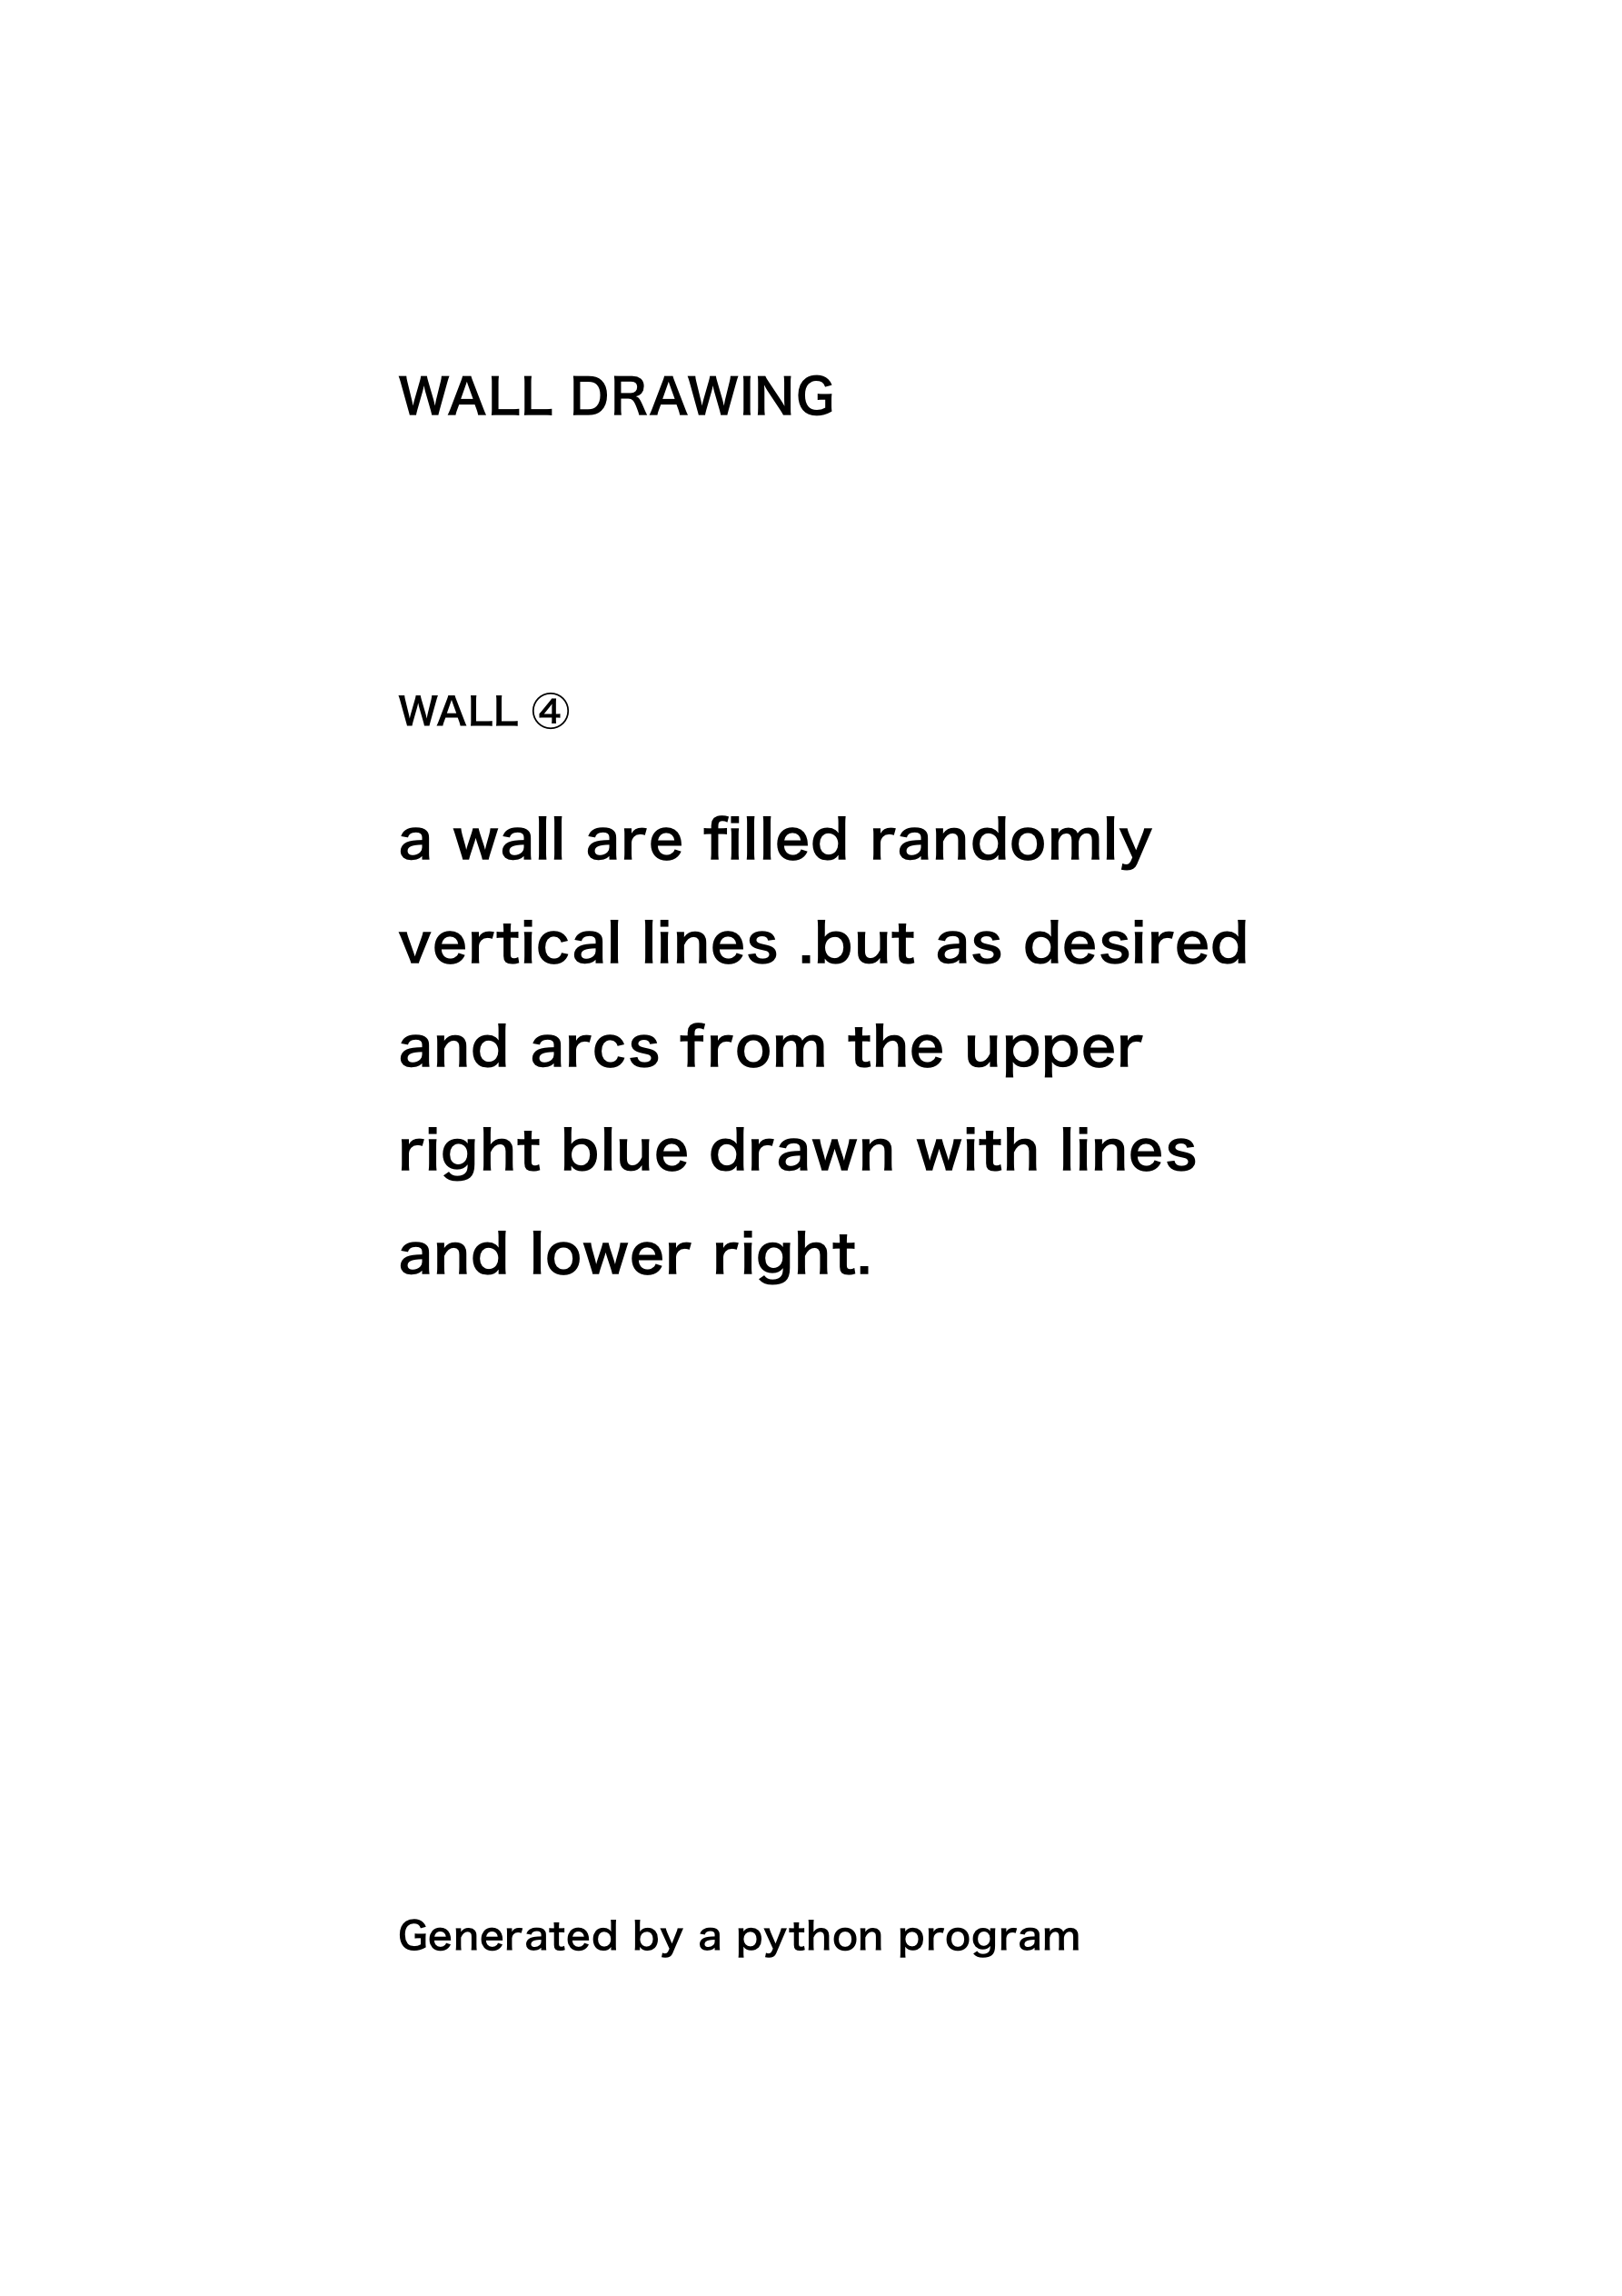 WALL DRAWING
WALL ④
a wall are filled randomly
vertical lines .but as desired
and arcs from the upper
right blue drawn with lines
and lower right.
Generated by a python program